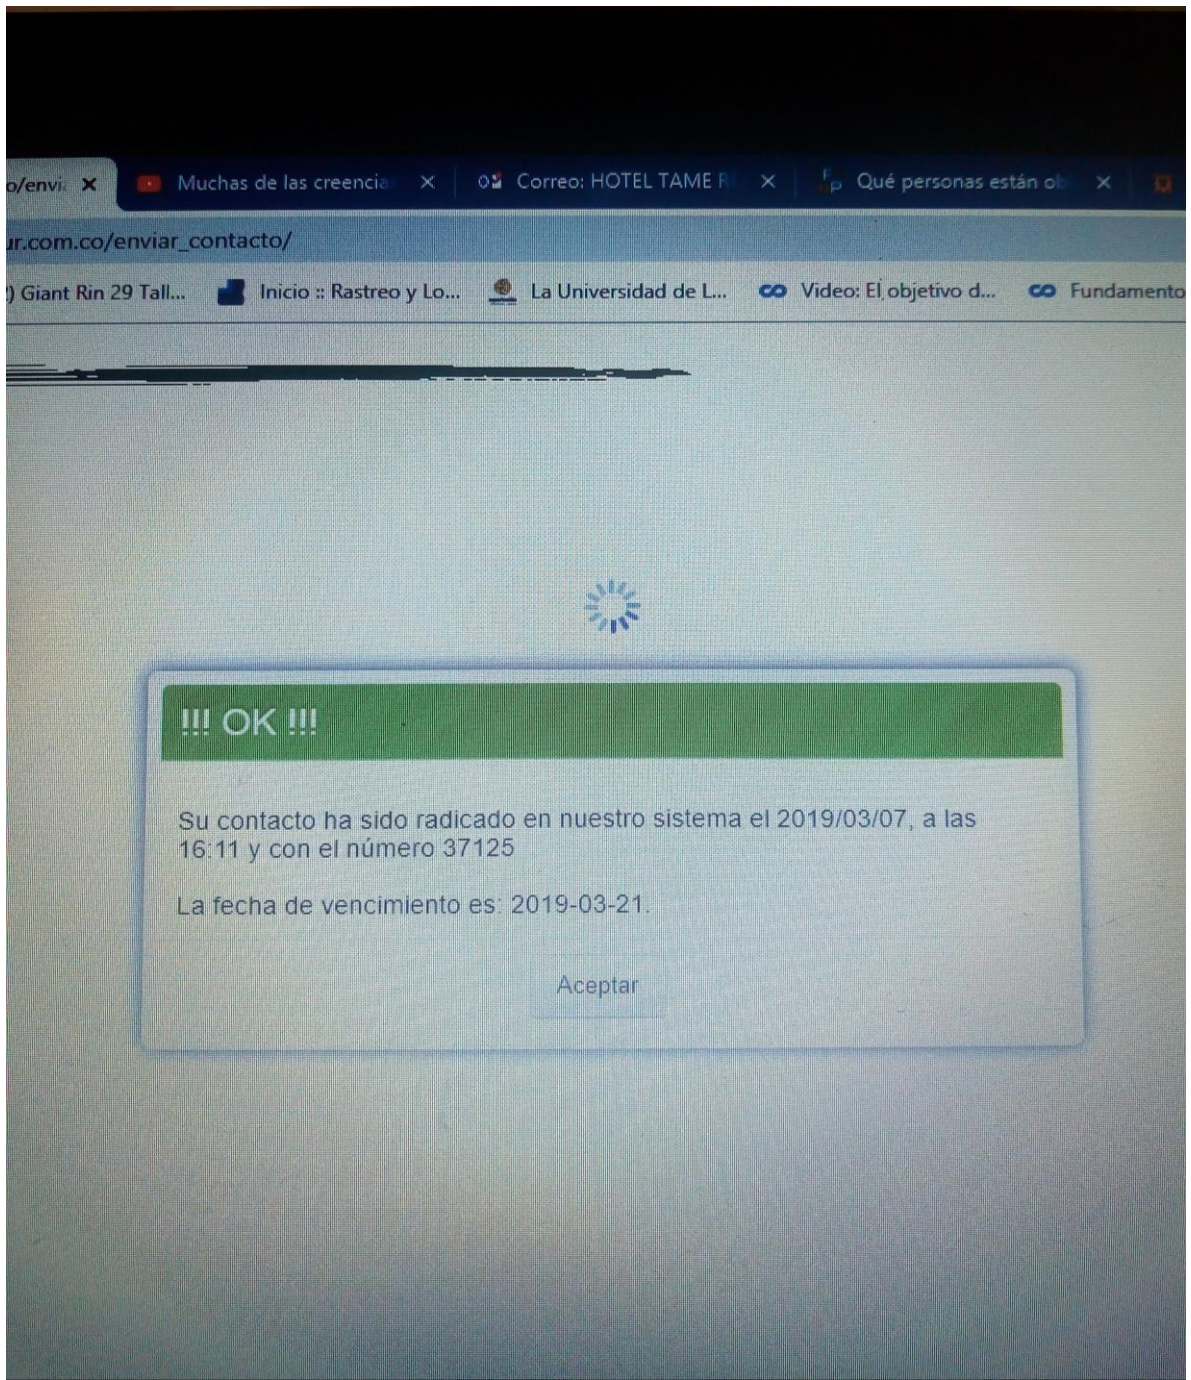 o/envi
Muchas de las creencia
Correo: HOTEL TAME R
Qué personas están ob
ur.com.co/enviar_contacto/
) Giant Rin 29 Tall...
Inicio :: Rastreo y Lo...
La Universidad de L...
Video: El objetivo d...
Fundamento
!!! OK !!!
Su contacto ha sido radicado en nuestro sistema el 2019/03/07, a las
16:11 y con el número 37125
La fecha de vencimiento es: 2019-03-21.
Aceptar